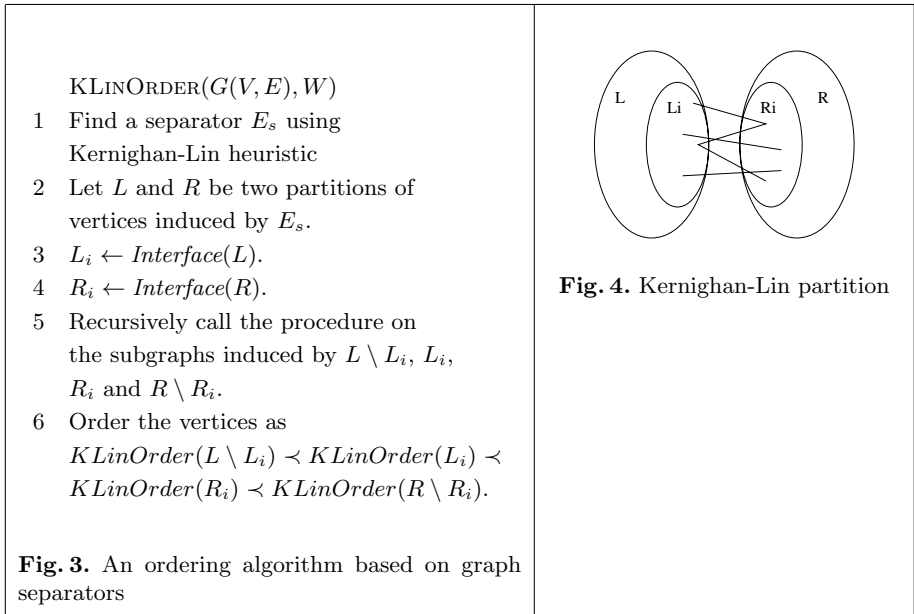 KLINORDER(G(V, E), W)
1 Find a separator E_s using
Kernighan-Lin heuristic
2 Let L and R be two partitions of
vertices induced by E_s.
3 L_i ← Interface(L).
4 R_i ← Interface(R).
5 Recursively call the procedure on
the subgraphs induced by L \ L_i, L_i,
R_i and R \ R_i.
6 Order the vertices as
KLinOrder(L \ L_i) ≺ KLinOrder(L_i) ≺
KLinOrder(R_i) ≺ KLinOrder(R \ R_i).
Fig. 3. An ordering algorithm based on graph
separators
L
Li
Ri
R
Fig. 4. Kernighan-Lin partition